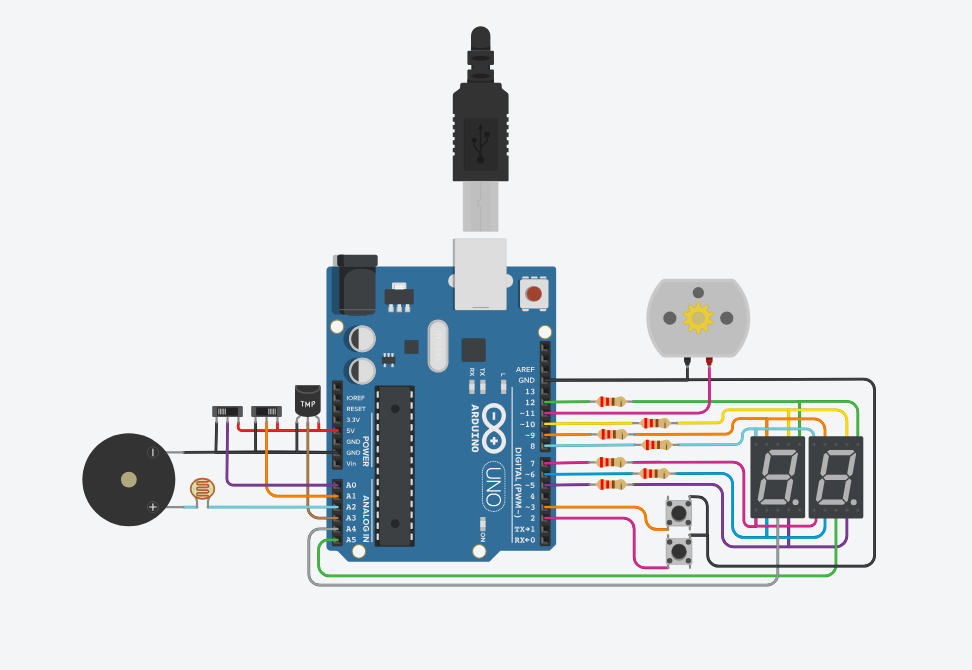 TMP
RX
TX
L
AREF
GND
13
12
~11
~10
~9
8
7
~6
~5
4
~3
2
TX→1
RX←0
IOREF
RESET
3.3V
5V
GND
GND
Vin
POWER
A0
A1
A2
A3
A4
A5
ANALOG IN
ARDUINO
UNO
DIGITAL (PWM~)
ON